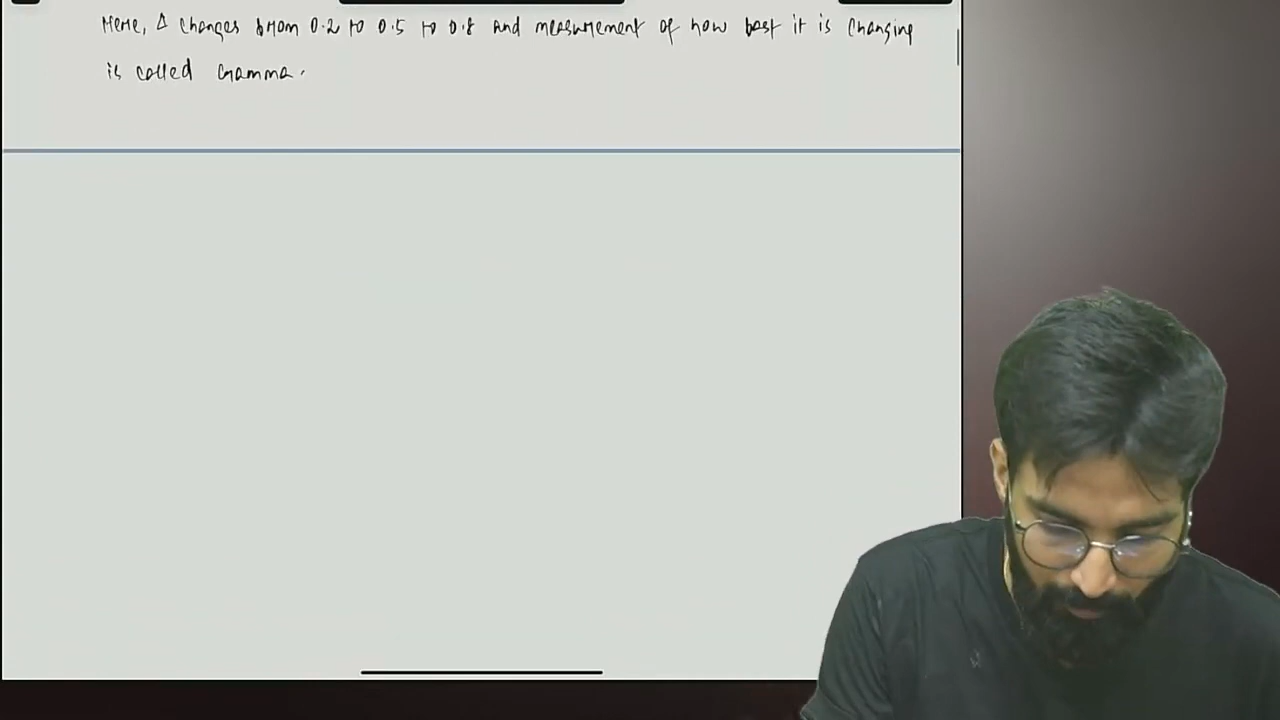 Here, Δ changes from 0.2 to 0.5 to 0.8 and measurement of how fast it is changing
is called Gamma.